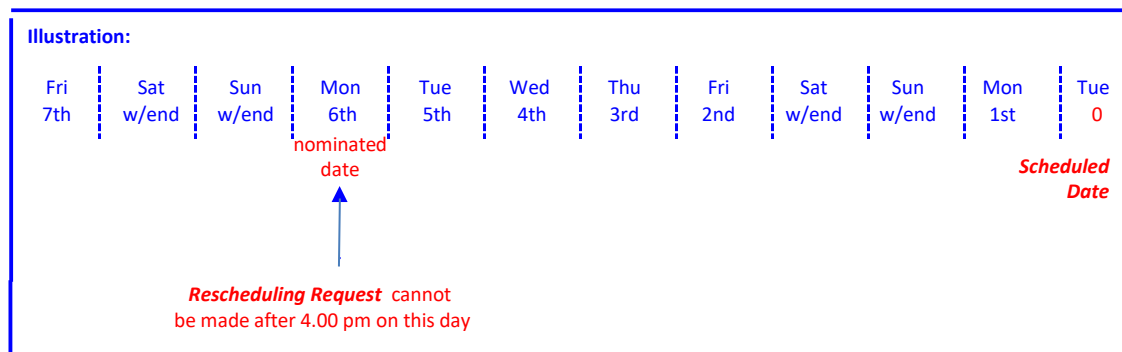 Illustration:
Fri Sat Sun Mon Tue Wed Thu Fri Sat Sun Mon Tue
7th w/end w/end 6th 5th 4th 3rd 2nd w/end w/end 1st 0
nominated
date
Scheduled
Date
Rescheduling Request cannot
be made after 4.00 pm on this day